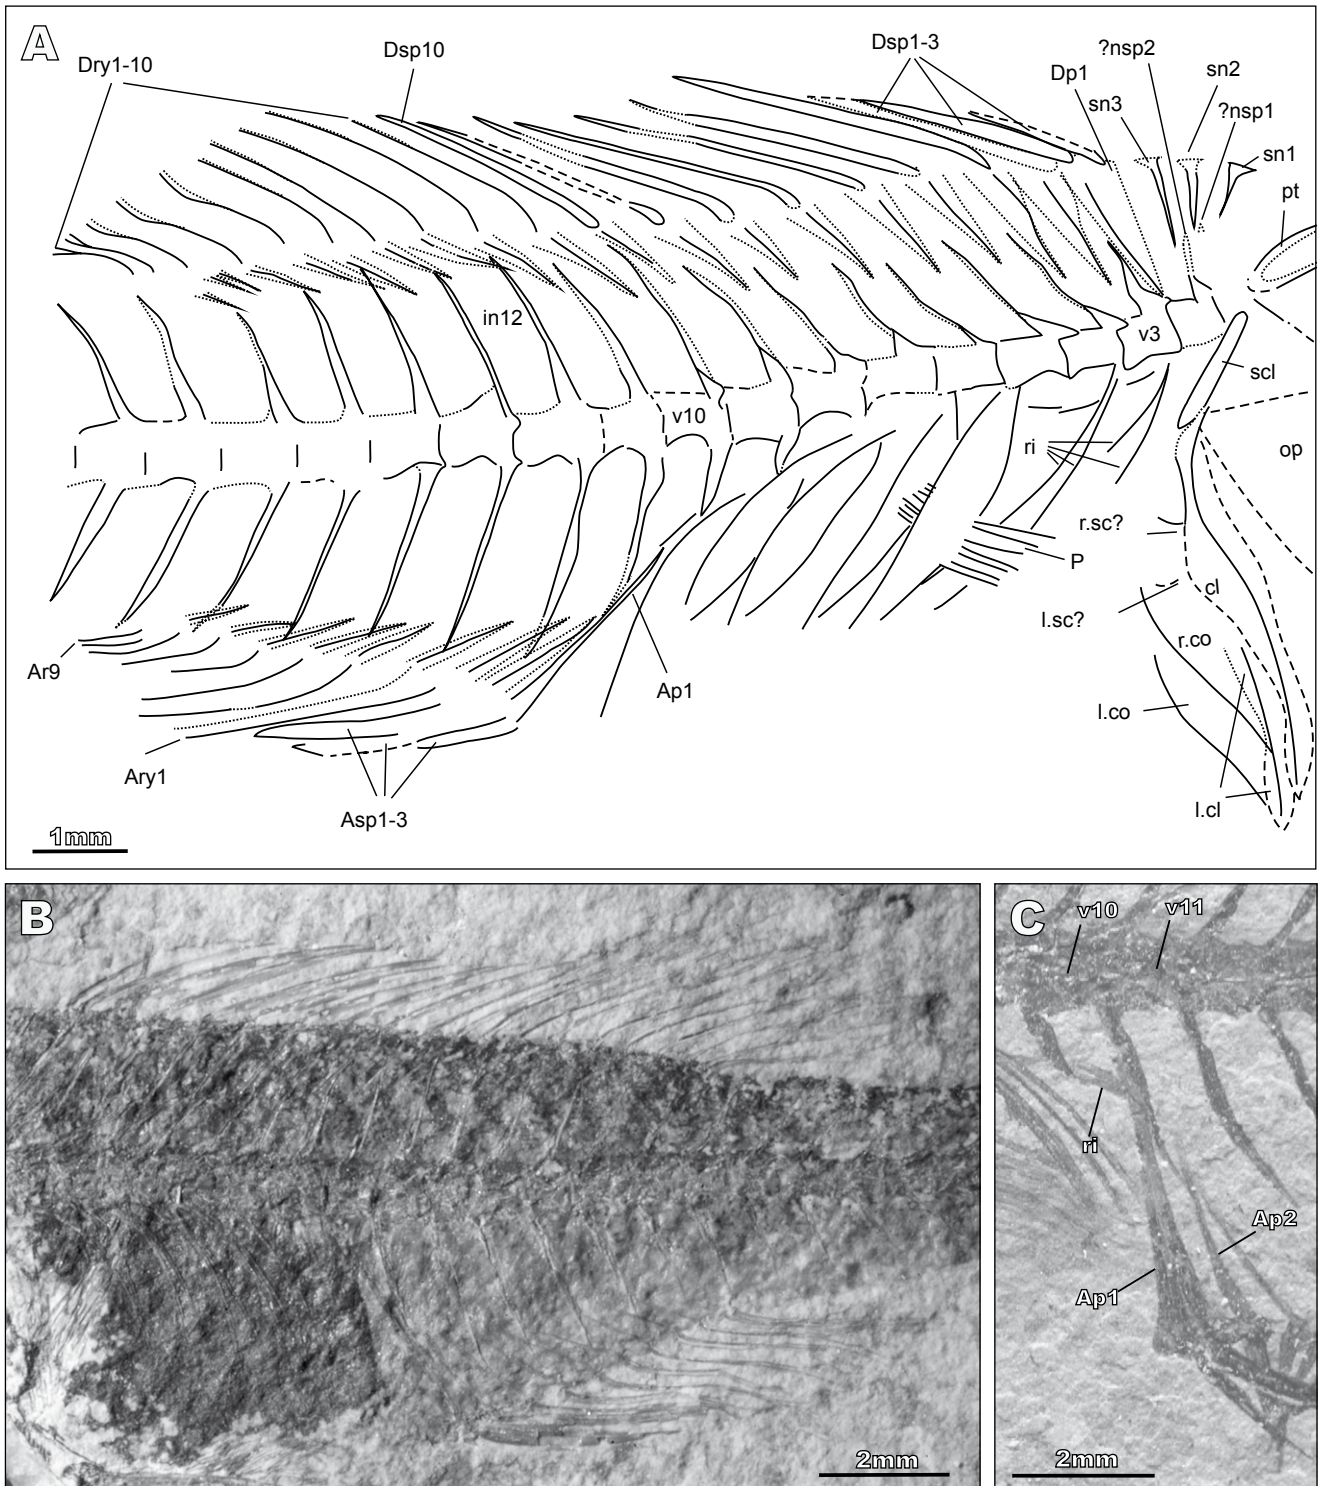 A
Dry1-10
Dsp10
Dsp1-3
?nsp2
Dp1
sn3
sn2
?nsp1
sn1
pt
in12
v3
scl
v10
ri
op
r.sc?
P
cl
l.sc?
r.co
Ar9
Ap1
l.co
Ary1
Asp1-3
l.cl
1mm
B
2mm
C
v10
v11
ri
Ap2
Ap1
2mm